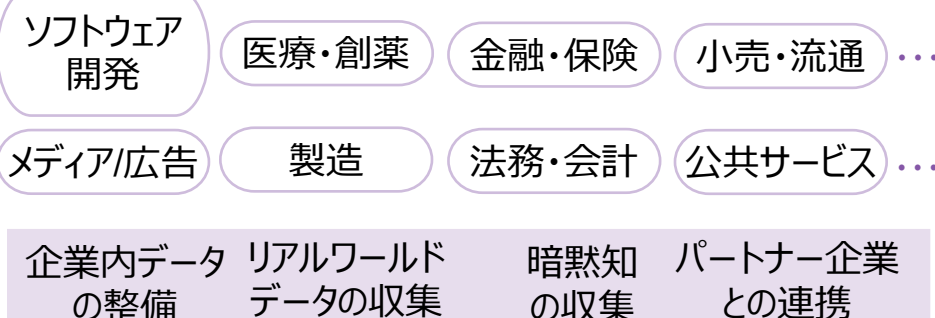 ソフトウェア
開発
医療・創薬
金融・保険
小売・流通
・・・
メディア/広告
製造
法務・会計
公共サービス
・・・
企業内データ
の整備
リアルワールド
データの収集
暗黙知
の収集
パートナー企業
との連携